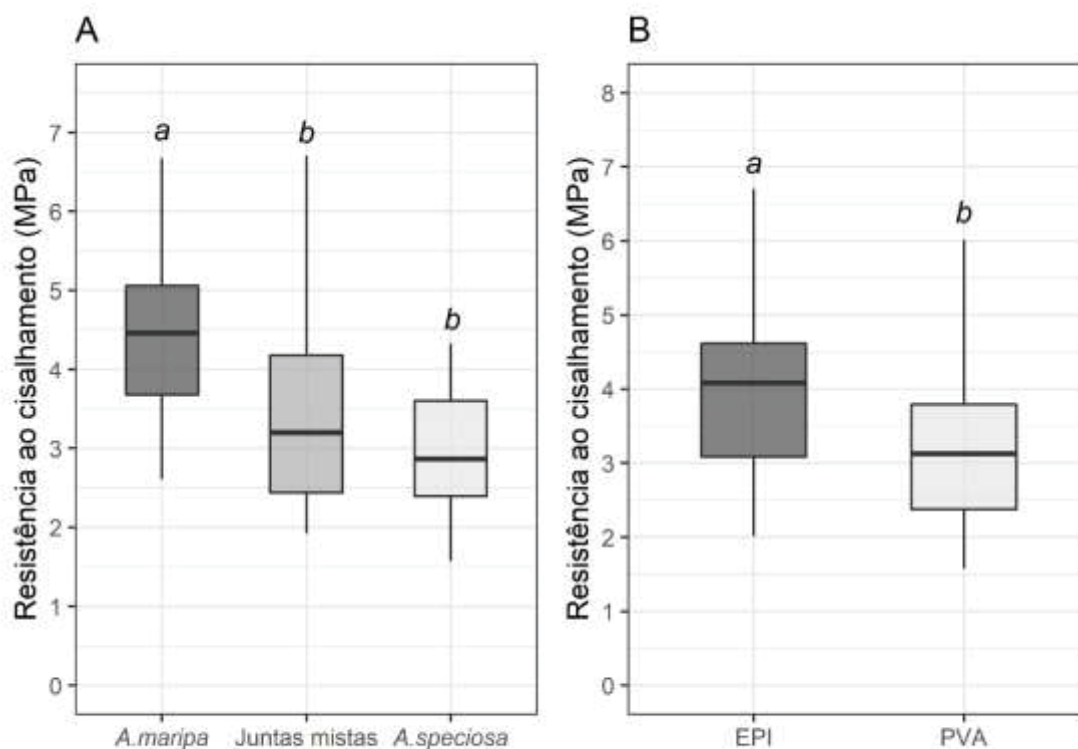 A
Resistência ao cisalhamento (MPa)
7
6
5
4
3
2
1
0
a
b
b
A.maripa
Juntas mistas
A.speciosa
B
Resistência ao cisalhamento (MPa)
8
7
6
5
4
3
2
1
0
a
b
EPI
PVA